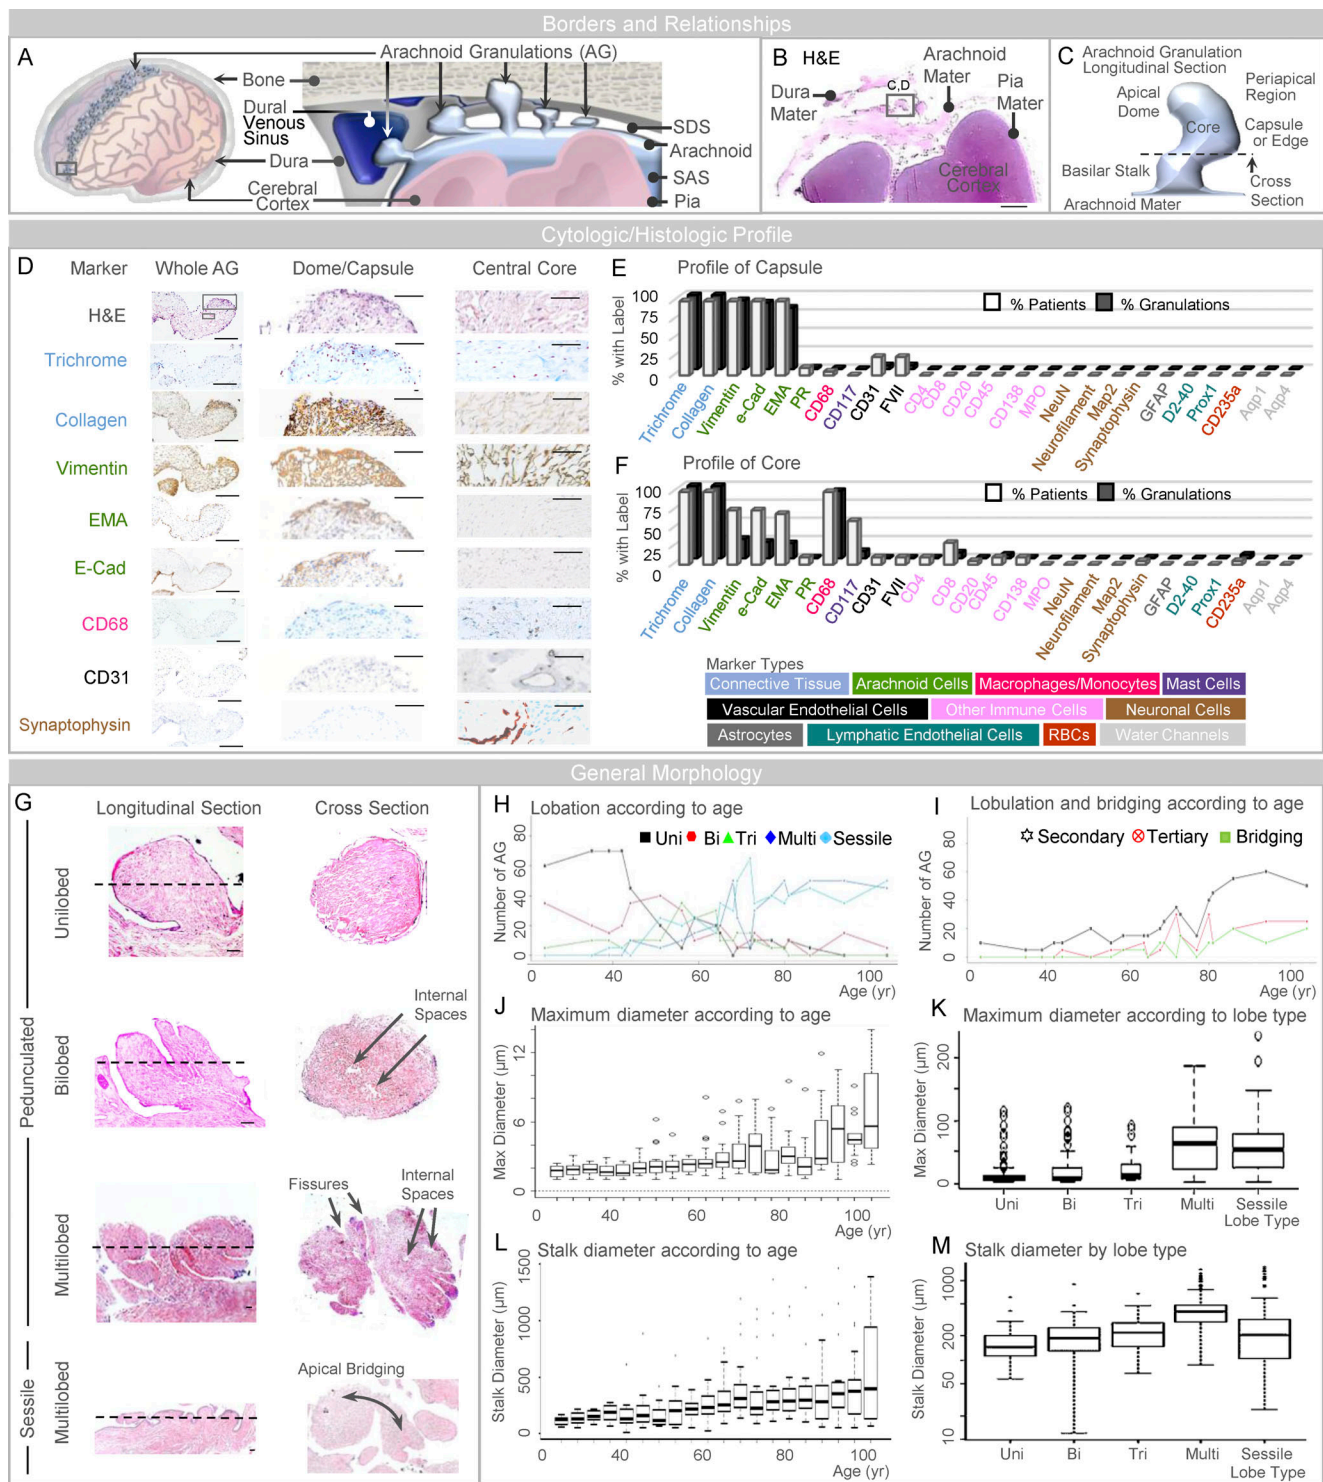 Borders and Relationships
A
Arachnoid Granulations (AG)
Bone
Dural
Venous
Sinus
Dura
Cerebral
Cortex
SDS
Arachnoid
SAS
Pia
B H&E
Arachnoid
Mater
Dura
Mater
C,D
Pia
Mater
Cerebral
Cortex
C Arachnoid Granulation
Longitudinal Section
Apical
Dome
Periapical
Region
Core
Capsule
or Edge
Basilar Stalk
Cross
Section
Arachnoid Mater
Cytologic/Histologic Profile
D Marker Whole AG Dome/Capsule Central Core
H&E
Trichrome
Collagen
Vimentin
EMA
E-Cad
CD68
CD31
Synaptophysin
E Profile of Capsule
% Patients % Granulations
% with Label
100
75
50
25
0
Trichrome Collagen Vimentin e-Cad EMA PR CD68 CD117 CD31 FVII CD4 CD8 CD20 CD45 CD138 MPO NeuN Neurofilament Map2 Synaptophysin GFAP D2-40 Prox1 CD235a Aqp1 Aqp4
F Profile of Core
% Patients % Granulations
% with Label
100
75
50
25
0
Trichrome Collagen Vimentin e-Cad EMA PR CD68 CD117 CD31 FVII CD4 CD8 CD20 CD45 CD138 MPO NeuN Neurofilament Map2 Synaptophysin GFAP D2-40 Prox1 CD235a Aqp1 Aqp4
Marker Types
Connective Tissue Arachnoid Cells Macrophages/Monocytes Mast Cells
Vascular Endothelial Cells Other Immune Cells Neuronal Cells
Astrocytes Lymphatic Endothelial Cells RBCs Water Channels
General Morphology
G Longitudinal Section Cross Section
Pedunculated
Unilobed
Bilobed
Internal
Spaces
Multilobed
Fissures
Internal
Spaces
Sessile
Multilobed
Apical Bridging
H Lobation according to age
Uni Bi Tri Multi Sessile
Number of AG
80
60
40
20
0
0 20 40 60 80 100
Age (yr)
I Lobulation and bridging according to age
Secondary Tertiary Bridging
Number of AG
80
60
40
20
0
40 60 80 100
Age (yr)
J Maximum diameter according to age
Max Diameter (µm)
12
6
2
0
0 20 40 60 80 100
Age (yr)
K Maximum diameter according to lobe type
Max Diameter (µm)
200
100
50
0
Uni Bi Tri Multi Sessile
Lobe Type
L Stalk diameter according to age
Stalk Diameter (µm)
1500
1000
500
0
0 20 40 60 80 100
Age (yr)
M Stalk diameter by lobe type
Stalk Diameter (µm)
1000
200
50
10
Uni Bi Tri Multi Sessile
Lobe Type